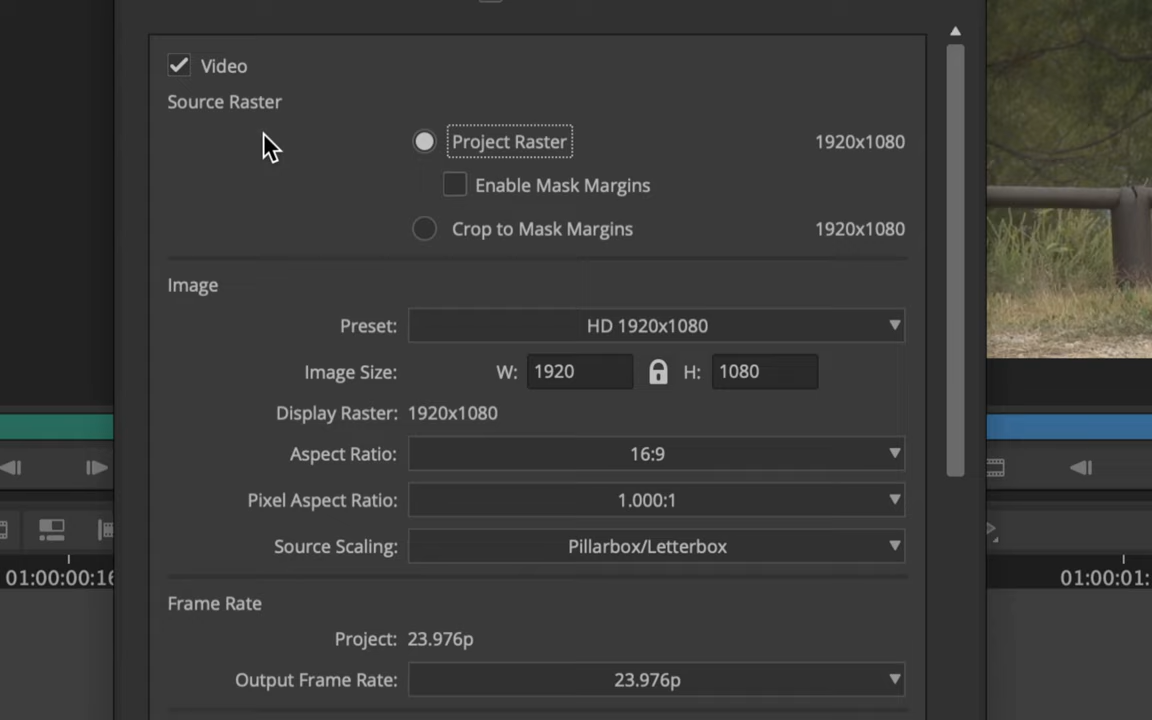 Video
Source Raster
Project Raster 1920x1080
Enable Mask Margins
Crop to Mask Margins 1920x1080
Image
Preset: HD 1920x1080
Image Size: W: 1920 H: 1080
Display Raster: 1920x1080
Aspect Ratio: 16:9
Pixel Aspect Ratio: 1.000:1
Source Scaling: Pillarbox/Letterbox
01:00:00:16 01:00:01:
Frame Rate
Project: 23.976p
Output Frame Rate: 23.976p